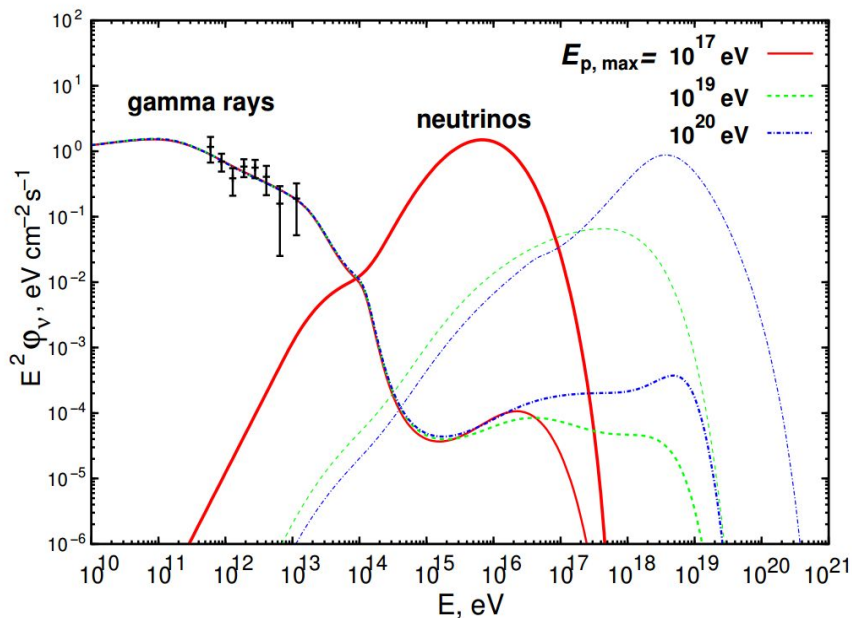 E_p, max = 10^17 eV
10^19 eV
10^20 eV
gamma rays
neutrinos
E^2 φ_ν, eV cm^−2 s^−1
10^2
10^1
10^0
10^−1
10^−2
10^−3
10^−4
10^−5
10^−6
10^10 10^11 10^12 10^13 10^14 10^15 10^16 10^17 10^18 10^19 10^20 10^21
E, eV